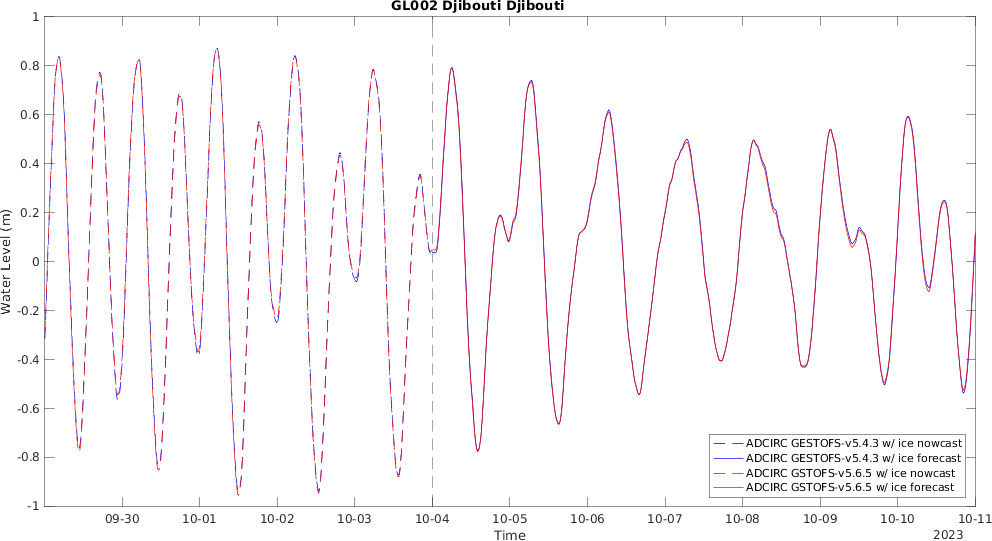 GL002 Djibouti Djibouti
Water Level (m)
1
0.8
0.6
0.4
0.2
0
-0.2
-0.4
-0.6
-0.8
-1
ADCIRC GESTOFS-v5.4.3 w/ ice nowcast
ADCIRC GESTOFS-v5.4.3 w/ ice forecast
ADCIRC GSTOFS-v5.6.5 w/ ice nowcast
ADCIRC GSTOFS-v5.6.5 w/ ice forecast
09-30 10-01 10-02 10-03 10-04 10-05 10-06 10-07 10-08 10-09 10-10 10-11
Time
2023